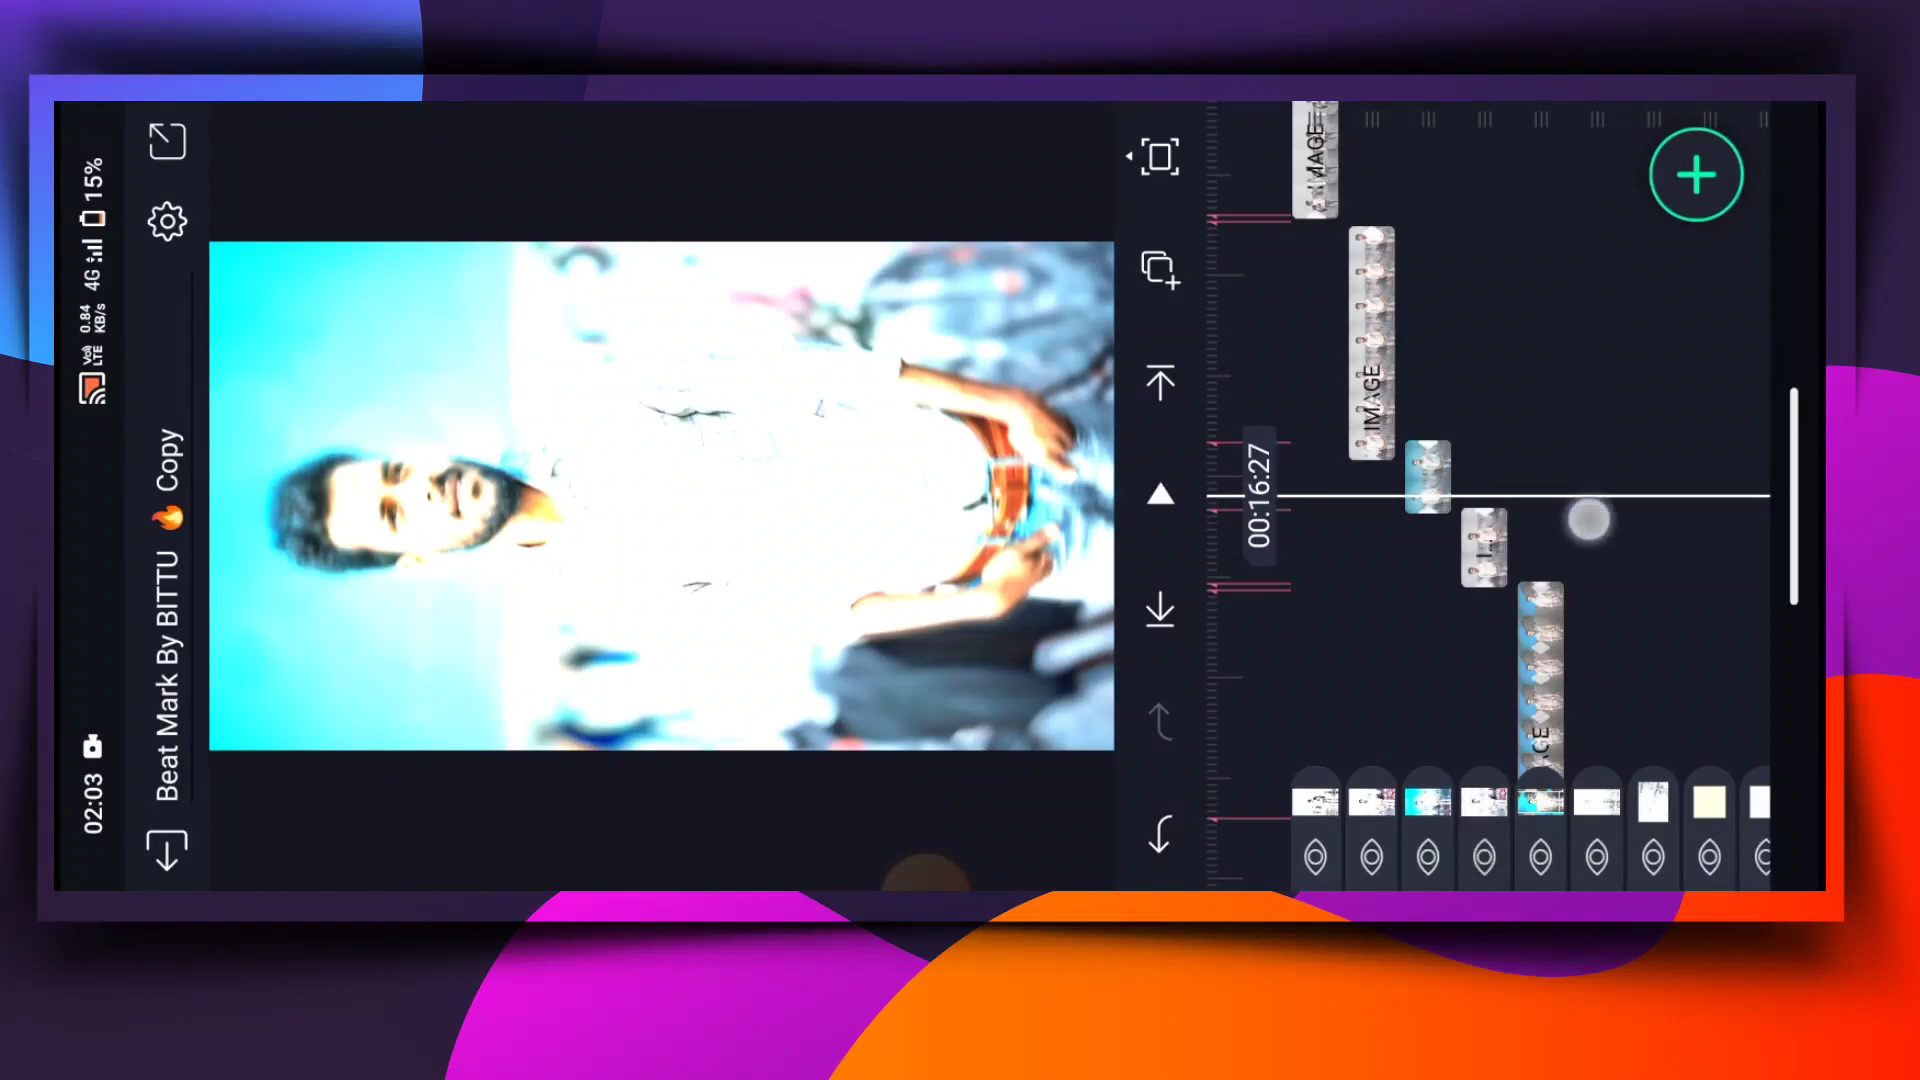 02:03
VoLTE 0.84 KB/s 4G 15%
Beat Mark By BITTU 🔥 Copy
00:16:27
IMAGE
IMAGE
I...